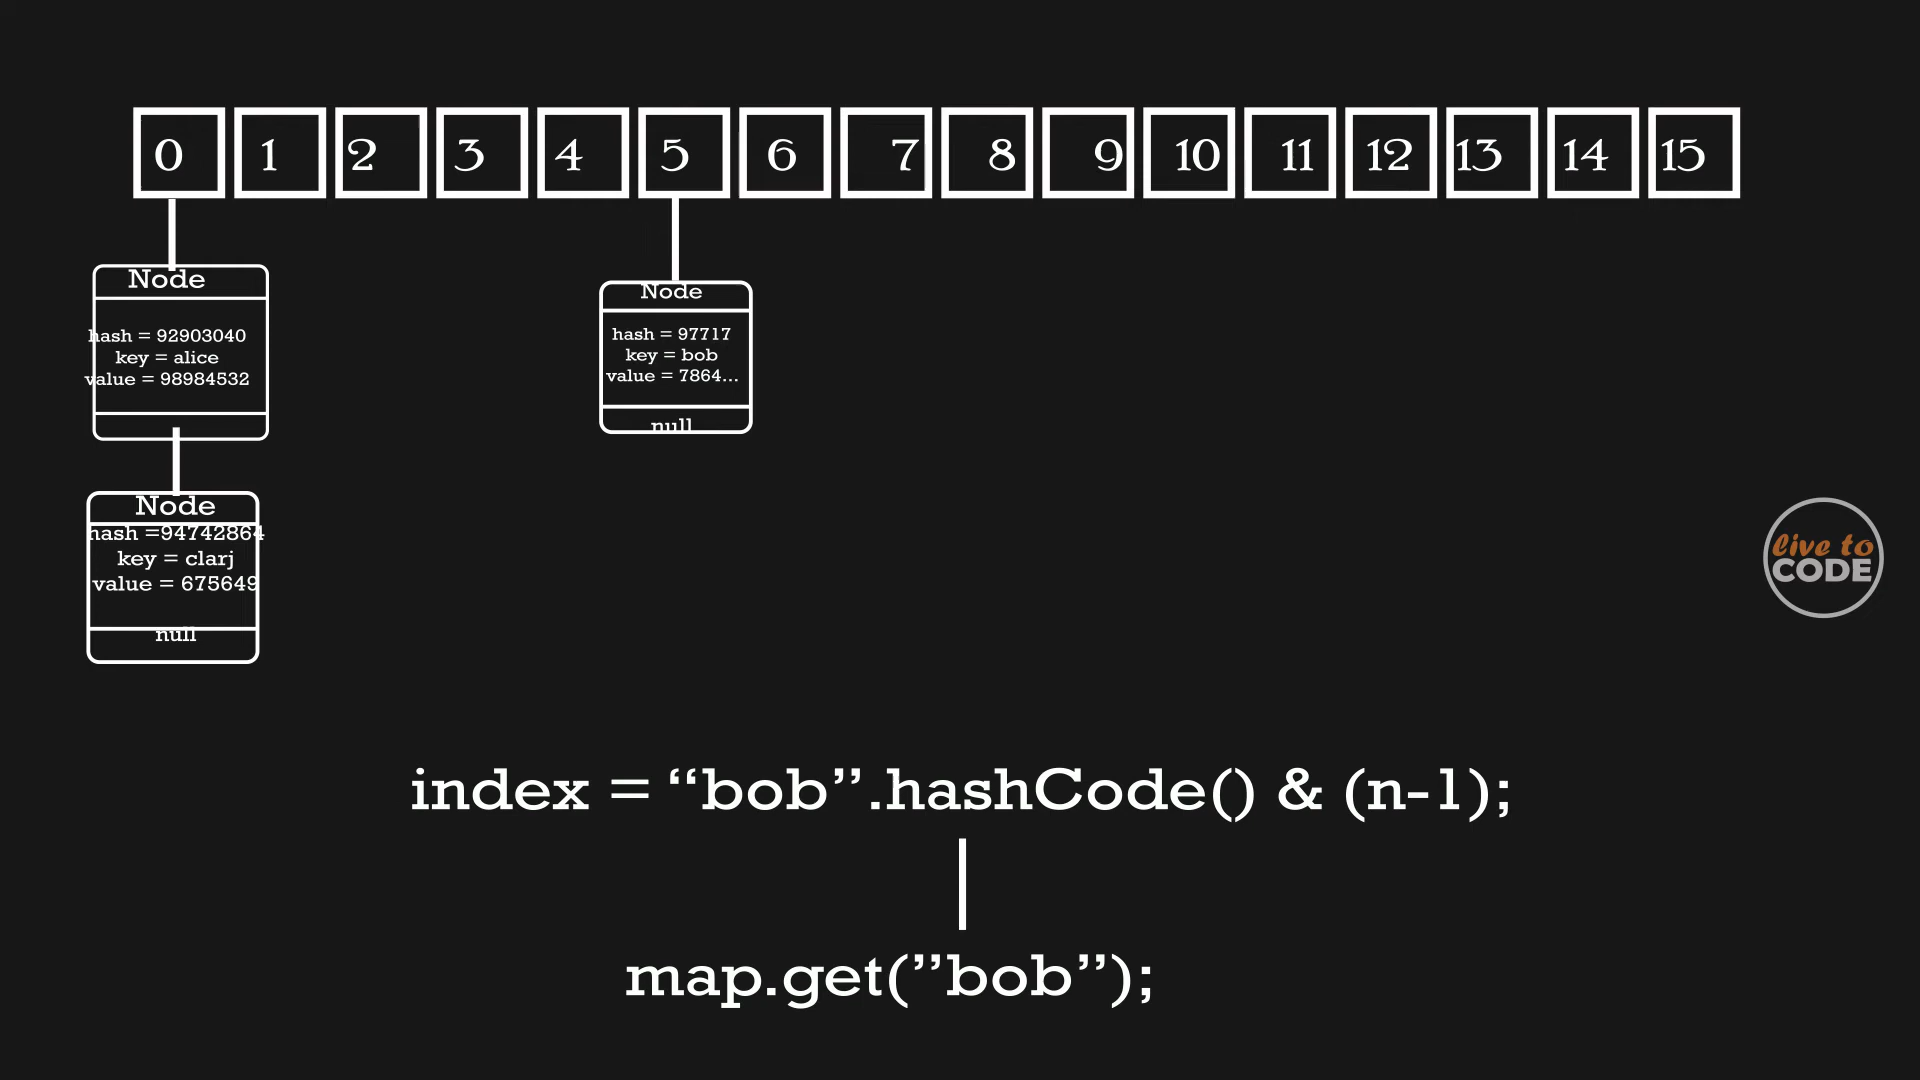 0 1 2 3 4 5 6 7 8 9 10 11 12 13 14 15
Node
hash = 92903040
key = alice
value = 98984532
Node
hash = 97717
key = bob
value = 7864...
null
Node
hash =94742864
key = clarj
value = 675649
null
live to
CODE
index = “bob”.hashCode() & (n-1);
map.get(”bob”);